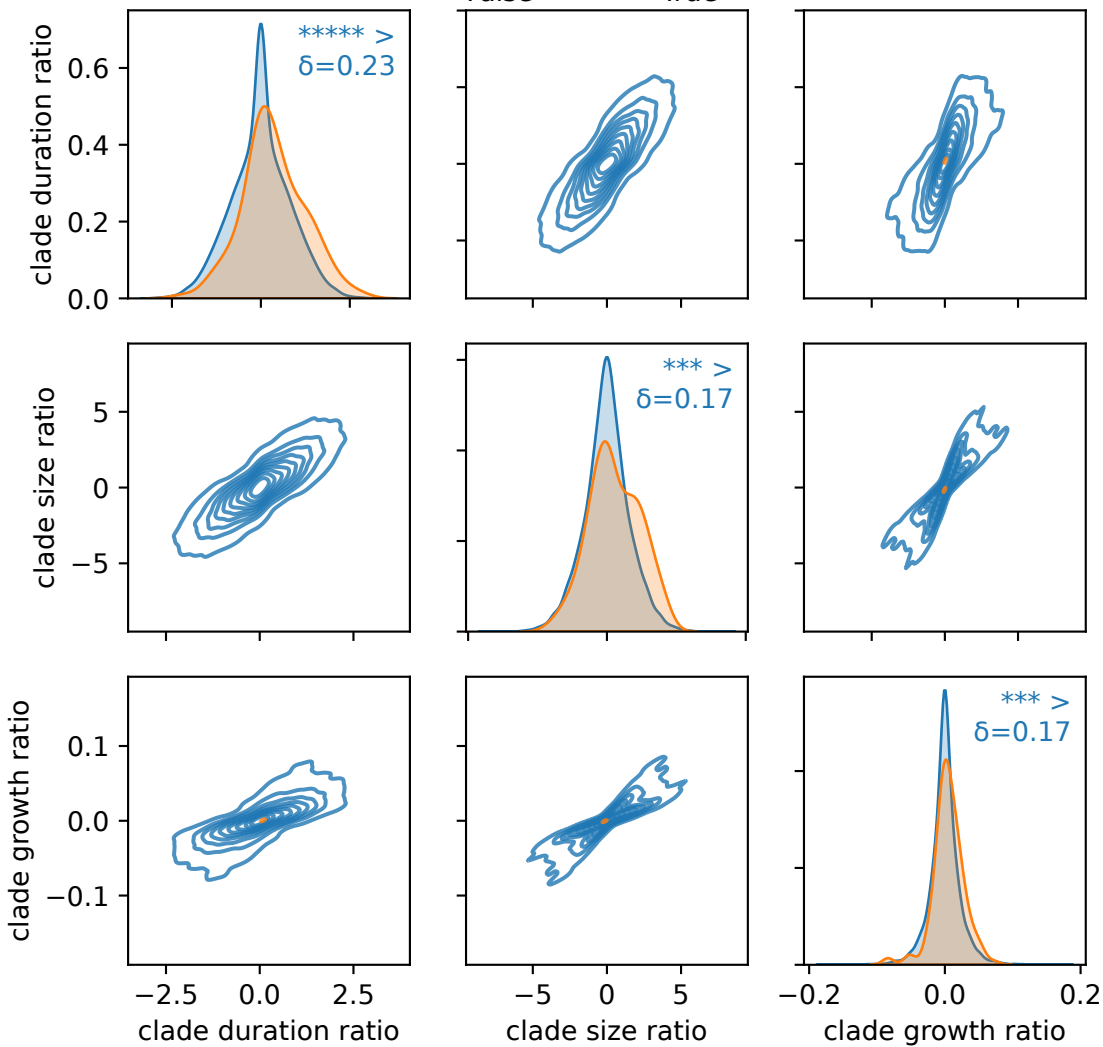 ***** >
δ=0.23
clade duration ratio
0.6
0.4
0.2
0.0
*** >
δ=0.17
clade size ratio
5
0
−5
*** >
δ=0.17
clade growth ratio
0.1
0.0
−0.1
−2.5 0.0 2.5
−5 0 5
−0.2 0.0 0.2
clade duration ratio
clade size ratio
clade growth ratio